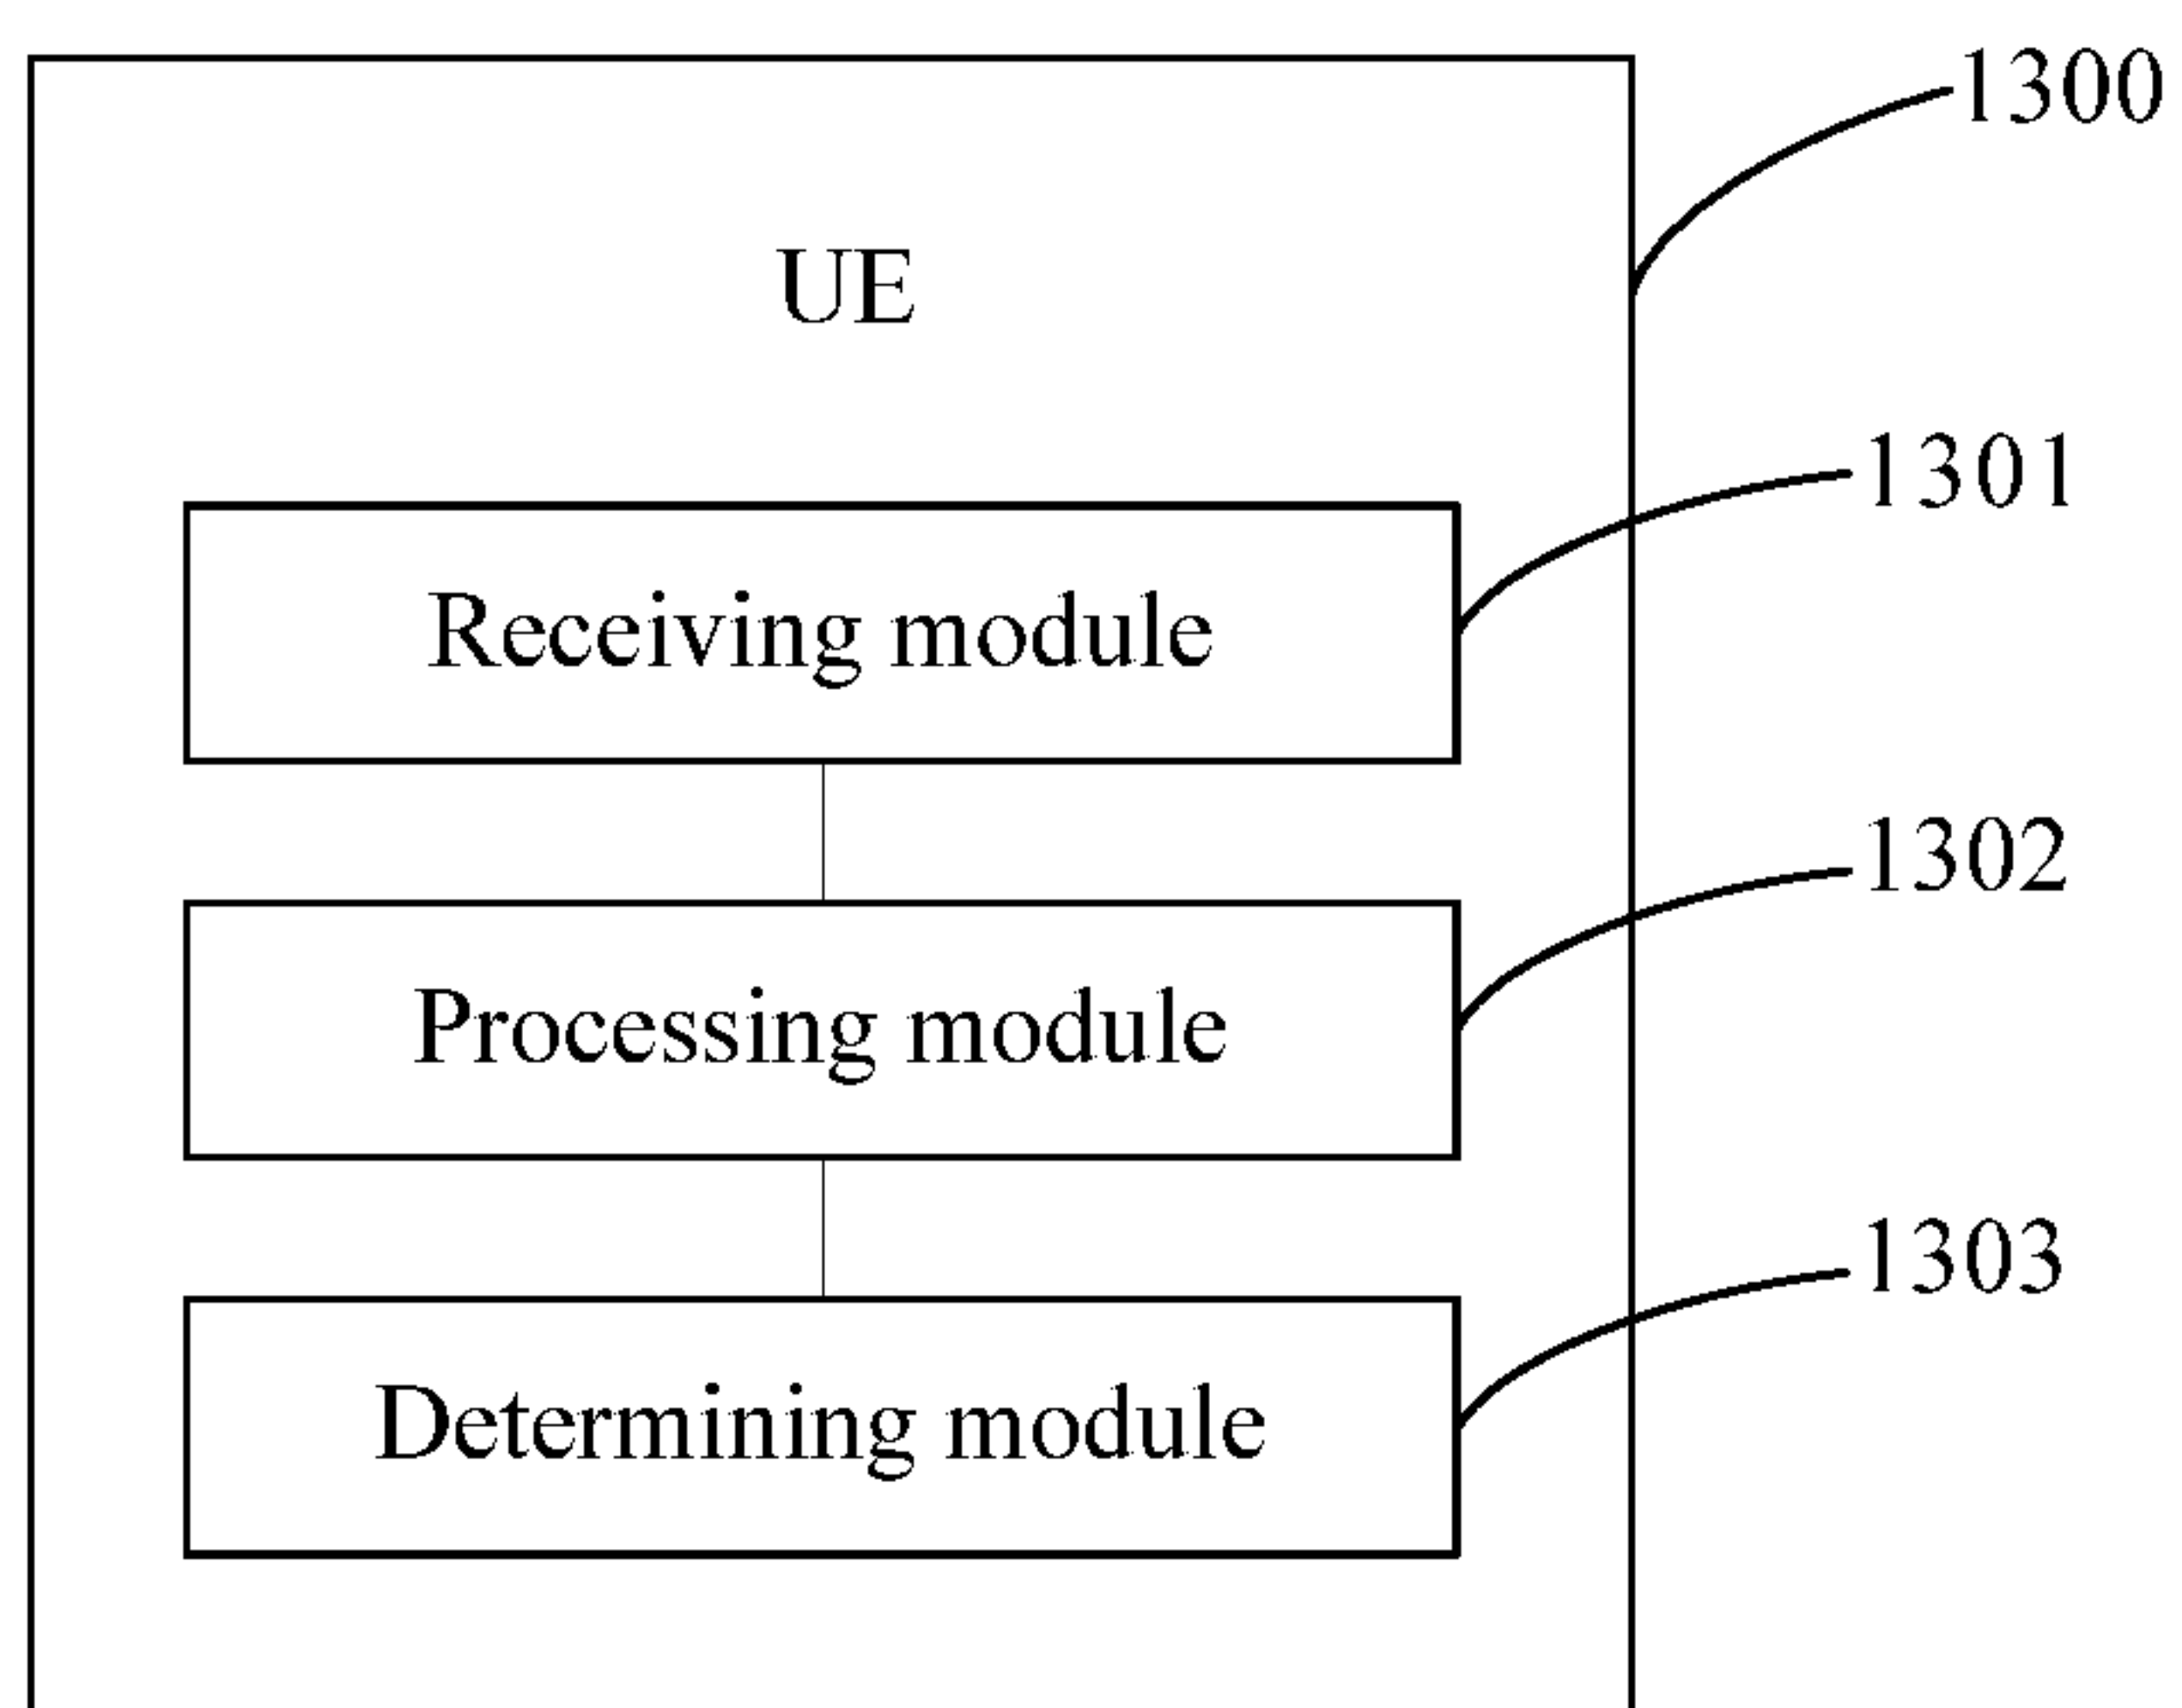 1300
UE
1301
Receiving module
1302
Processing module
1303
Determining module